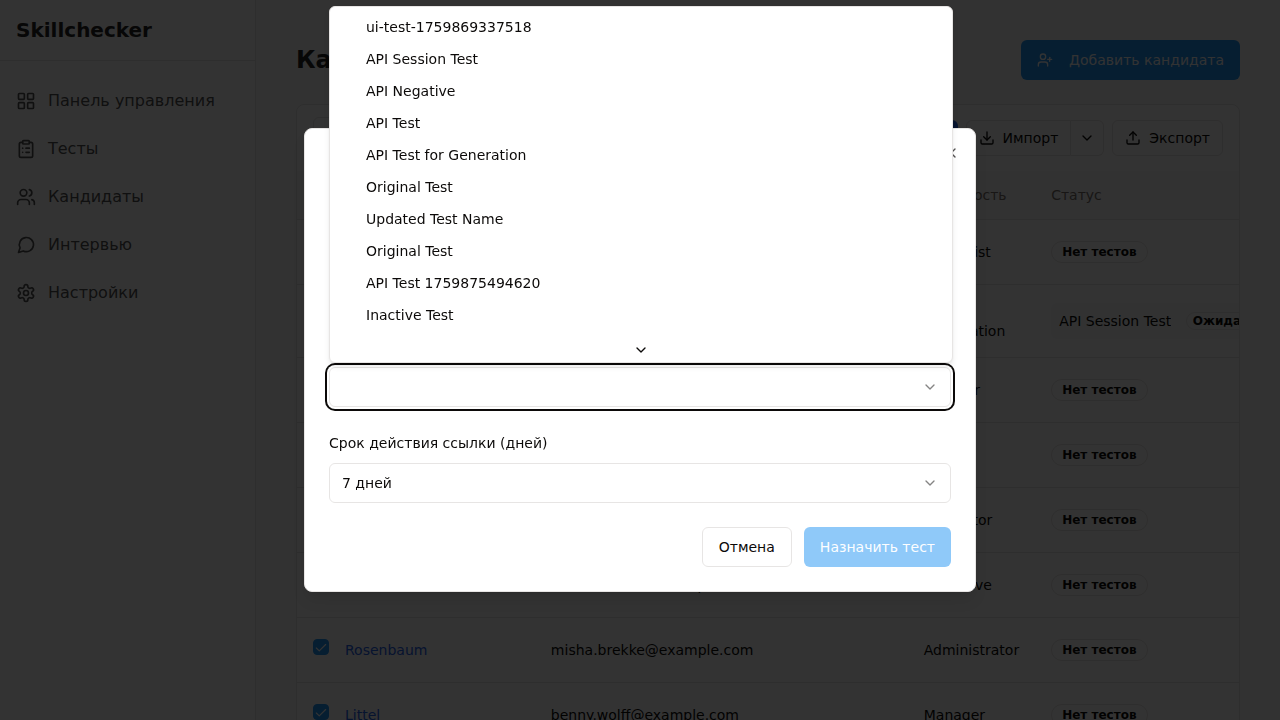 Skillchecker
Панель управления
Тесты
Кандидаты
Интервью
Настройки
Ка
Добавить кандидата
Импорт
Экспорт
ui-test-1759869337518
API Session Test
API Negative
API Test
API Test for Generation
Original Test
Updated Test Name
Original Test
API Test 1759875494620
Inactive Test
Срок действия ссылки (дней)
7 дней
Отмена
Назначить тест
ость
Статус
ist
Нет тестов
ation
API Session Test
Ожида
r
Нет тестов
Нет тестов
tor
Нет тестов
ve
Нет тестов
Rosenbaum
misha.brekke@example.com
Administrator
Нет тестов
Littel
benny.wolff@example.com
Manager
Нет тестов